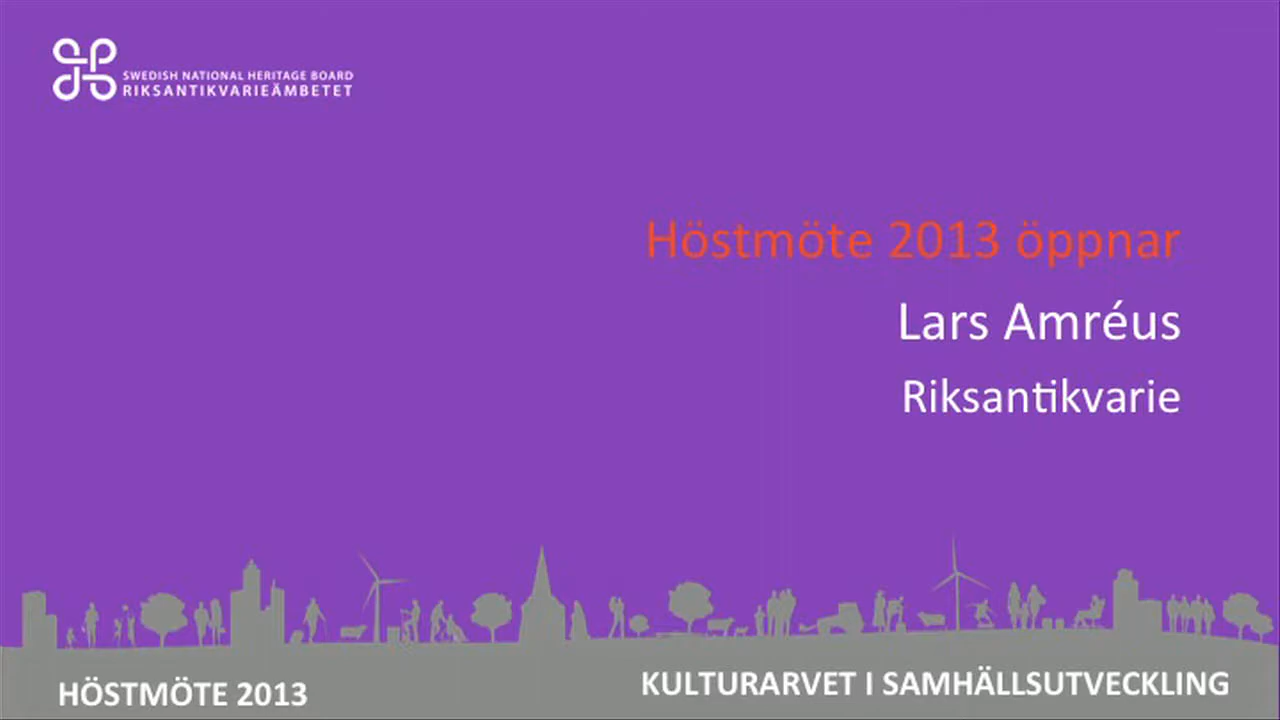 SWEDISH NATIONAL HERITAGE BOARD
RIKSANTIKVARIEÄMBETET
Höstmöte 2013 öppnar
Lars Amréus
Riksantikvarie
HÖSTMÖTE 2013
KULTURARVET I SAMHÄLLSUTVECKLING